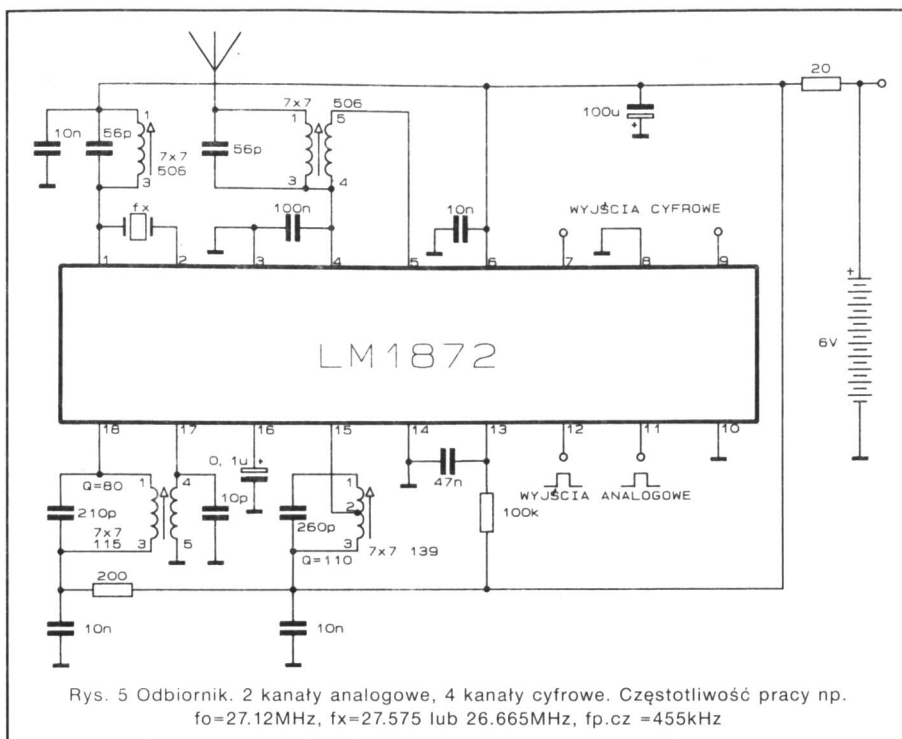 20
7x7 506
100u
+
10n
56p
1
7x7
506
3
56p
1
5
3
4
fx
100n
10n
WYJŚCIA CYFROWE
1 2 3 4 5 6 7 8 9
+
6V
LM1872
18 17 16 15 14 13 12 11 10
Q=80
1
4
0,1u
+
1
47n
WYJŚCIA ANALOGOWE
210p
10p
260p
2
100k
7x7
115
3
5
3
7x7 139
Q=110
200
10n
10n
Rys. 5 Odbiornik. 2 kanały analogowe, 4 kanały cyfrowe. Częstotliwość pracy np.
fo=27.12MHz, fx=27.575 lub 26.665MHz, fp.cz =455kHz